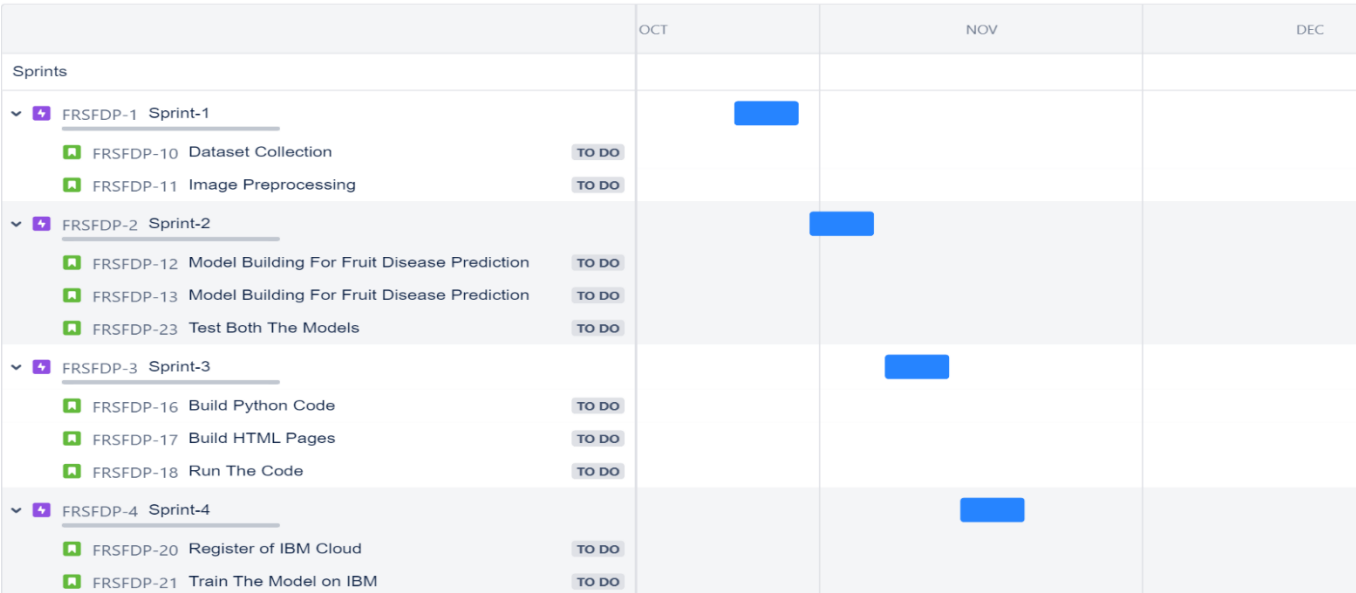 OCT NOV DEC
Sprints
FRSFDP-1 Sprint-1
FRSFDP-10 Dataset Collection TO DO
FRSFDP-11 Image Preprocessing TO DO
FRSFDP-2 Sprint-2
FRSFDP-12 Model Building For Fruit Disease Prediction TO DO
FRSFDP-13 Model Building For Fruit Disease Prediction TO DO
FRSFDP-23 Test Both The Models TO DO
FRSFDP-3 Sprint-3
FRSFDP-16 Build Python Code TO DO
FRSFDP-17 Build HTML Pages TO DO
FRSFDP-18 Run The Code TO DO
FRSFDP-4 Sprint-4
FRSFDP-20 Register of IBM Cloud TO DO
FRSFDP-21 Train The Model on IBM TO DO